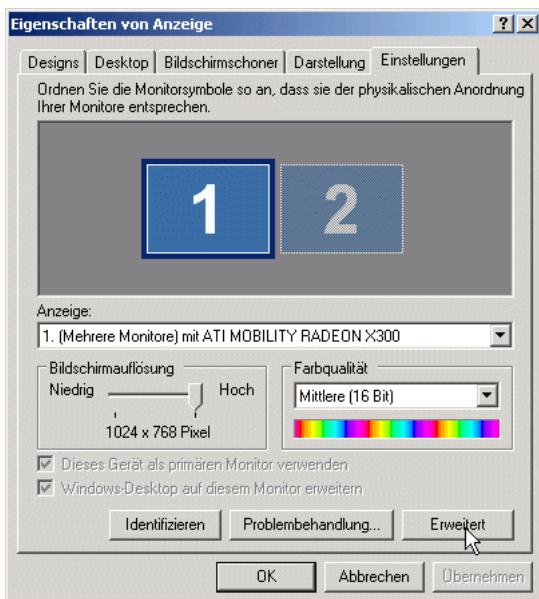 Eigenschaften von Anzeige
Designs Desktop Bildschirmschoner Darstellung Einstellungen
Ordnen Sie die Monitorsymbole so an, dass sie der physikalischen Anordnung
Ihrer Monitore entsprechen.
1 2
Anzeige:
1. (Mehrere Monitore) mit ATI MOBILITY RADEON X300
Bildschirmauflösung Farbqualität
Niedrig Hoch Mittlere (16 Bit)
1024 x 768 Pixel
Dieses Gerät als primären Monitor verwenden
Windows-Desktop auf diesem Monitor erweitern
Identifizieren Problembehandlung... Erweitert
OK Abbrechen Übernehmen